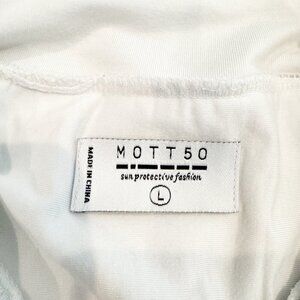 MOTT50
sun protective fashion
L
MADE IN CHINA